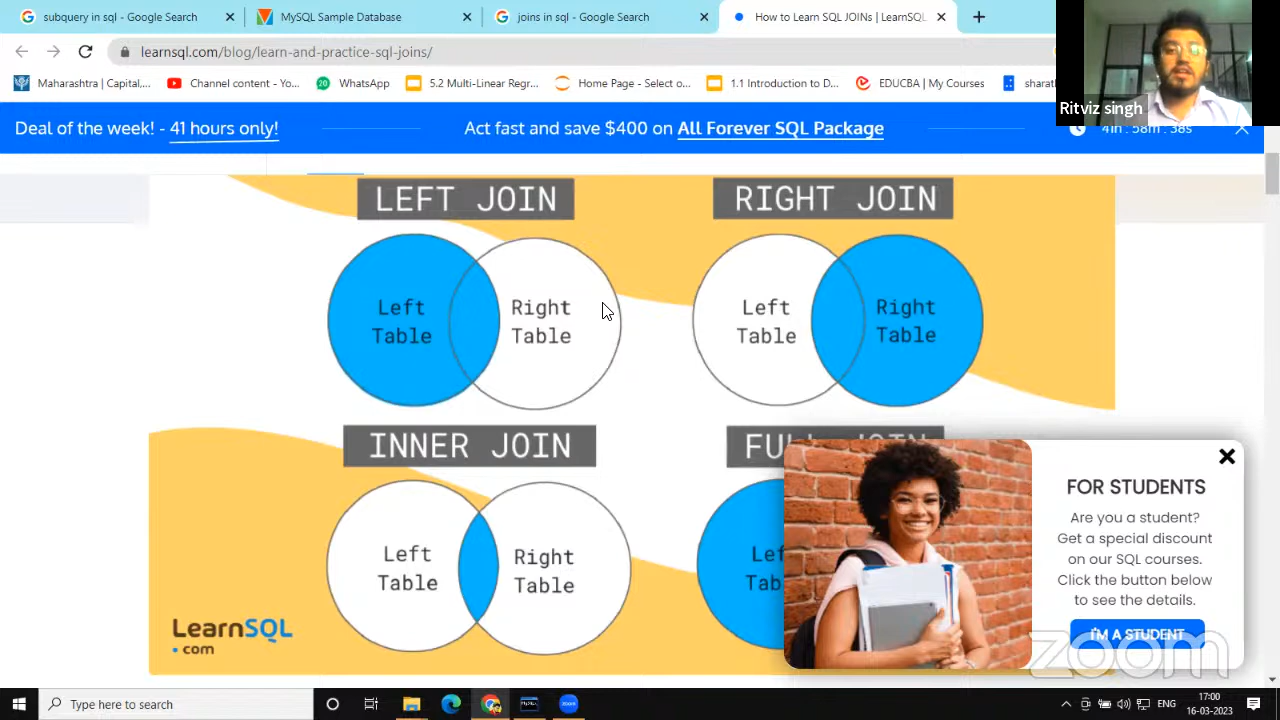 subquery in sql - Google Search
MySQL Sample Database
joins in sql - Google Search
How to Learn SQL JOINs | LearnSQL
learnsql.com/blog/learn-and-practice-sql-joins/
Maharashtra | Capital,...
Channel content - Yo...
20
WhatsApp
5.2 Multi-Linear Regr...
Home Page - Select o...
1.1 Introduction to D...
EDUCBA | My Courses
Ritviz singh
Deal of the week! - 41 hours only!
Act fast and save $400 on All Forever SQL Package
41h : 58m : 38s
LEFT JOIN
RIGHT JOIN
Left
Table
Right
Table
Left
Table
Right
Table
INNER JOIN
Left
Table
Right
Table
LearnSQL
com
FOR STUDENTS
Are you a student?
Get a special discount
on our SQL courses.
Click the button below
to see the details.
I'M A STUDENT
zoom
Type here to search
ENG
17:00
16-03-2023